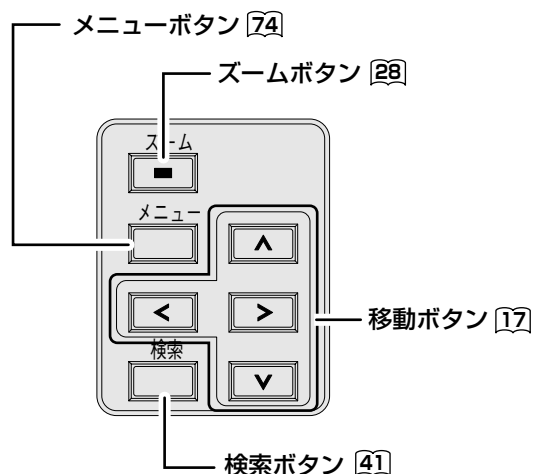 メニューボタン 74
ズームボタン 28
ズーム
メニュー
∧
< >
移動ボタン 17
検索
∨
検索ボタン 41